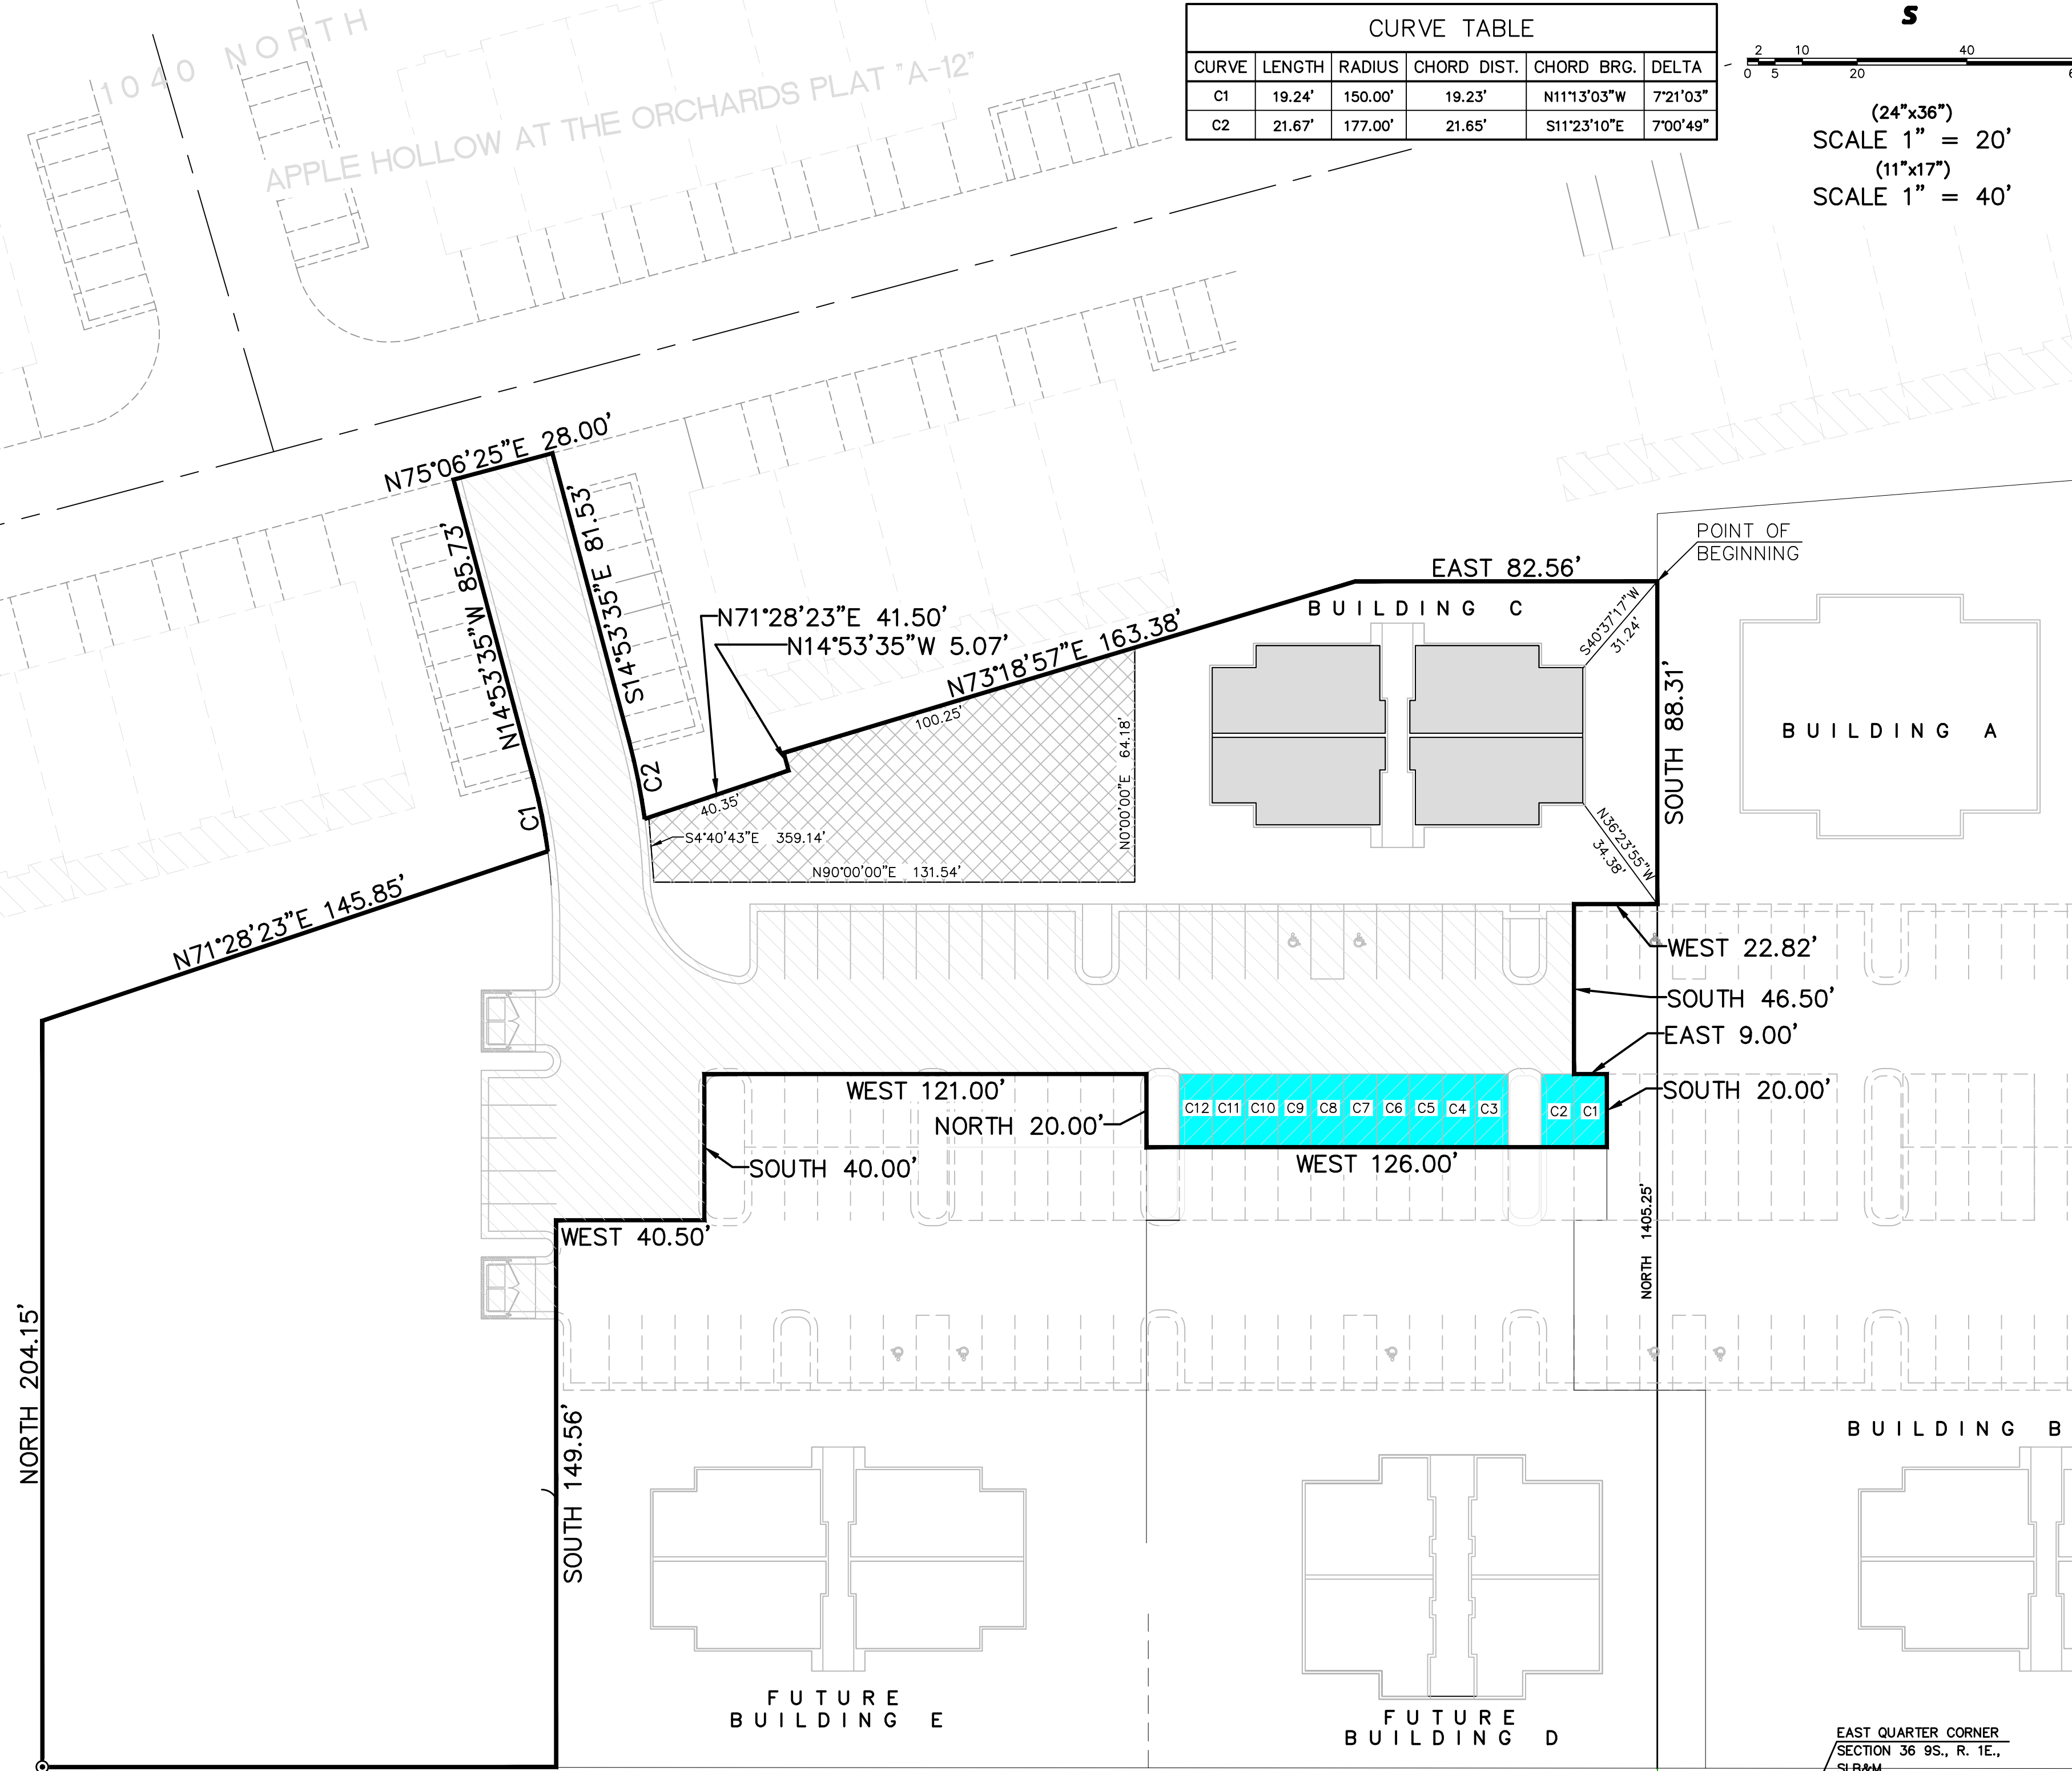 CURVE TABLE
CURVE LENGTH RADIUS CHORD DIST. CHORD BRG. DELTA
C1 19.24' 150.00' 19.23' N11°13'03"W 7°21'03"
C2 21.67' 177.00' 21.65' S11°23'10"E 7°00'49"
S
2 10 40
0 5 20
(24"x36")
SCALE 1" = 20'
(11"x17")
SCALE 1" = 40'
1040 NORTH
APPLE HOLLOW AT THE ORCHARDS PLAT "A-12"
N75°06'25"E 28.00'
N14°53'35"W 85.73'
S14°53'35"E 81.53'
C1
C2
N71°28'23"E 41.50'
N14°53'35"W 5.07'
N73°18'57"E 163.38'
100.25'
40.35'
S4°40'43"E 359.14'
N90°00'00"E 131.54'
N0°00'00"E 64.18'
EAST 82.56'
POINT OF
BEGINNING
BUILDING C
S40°37'17"W
31.24'
SOUTH 88.31'
BUILDING A
N36°23'55"W
34.38'
N71°28'23"E 145.85'
WEST 22.82'
SOUTH 46.50'
EAST 9.00'
SOUTH 20.00'
WEST 121.00'
NORTH 20.00'
C12 C11 C10 C9 C8 C7 C6 C5 C4 C3 C2 C1
WEST 126.00'
SOUTH 40.00'
WEST 40.50'
NORTH 1405.25'
NORTH 204.15'
SOUTH 149.56'
BUILDING B
FUTURE
BUILDING E
FUTURE
BUILDING D
EAST QUARTER CORNER
SECTION 36 9S., R. 1E.,
SLB&M